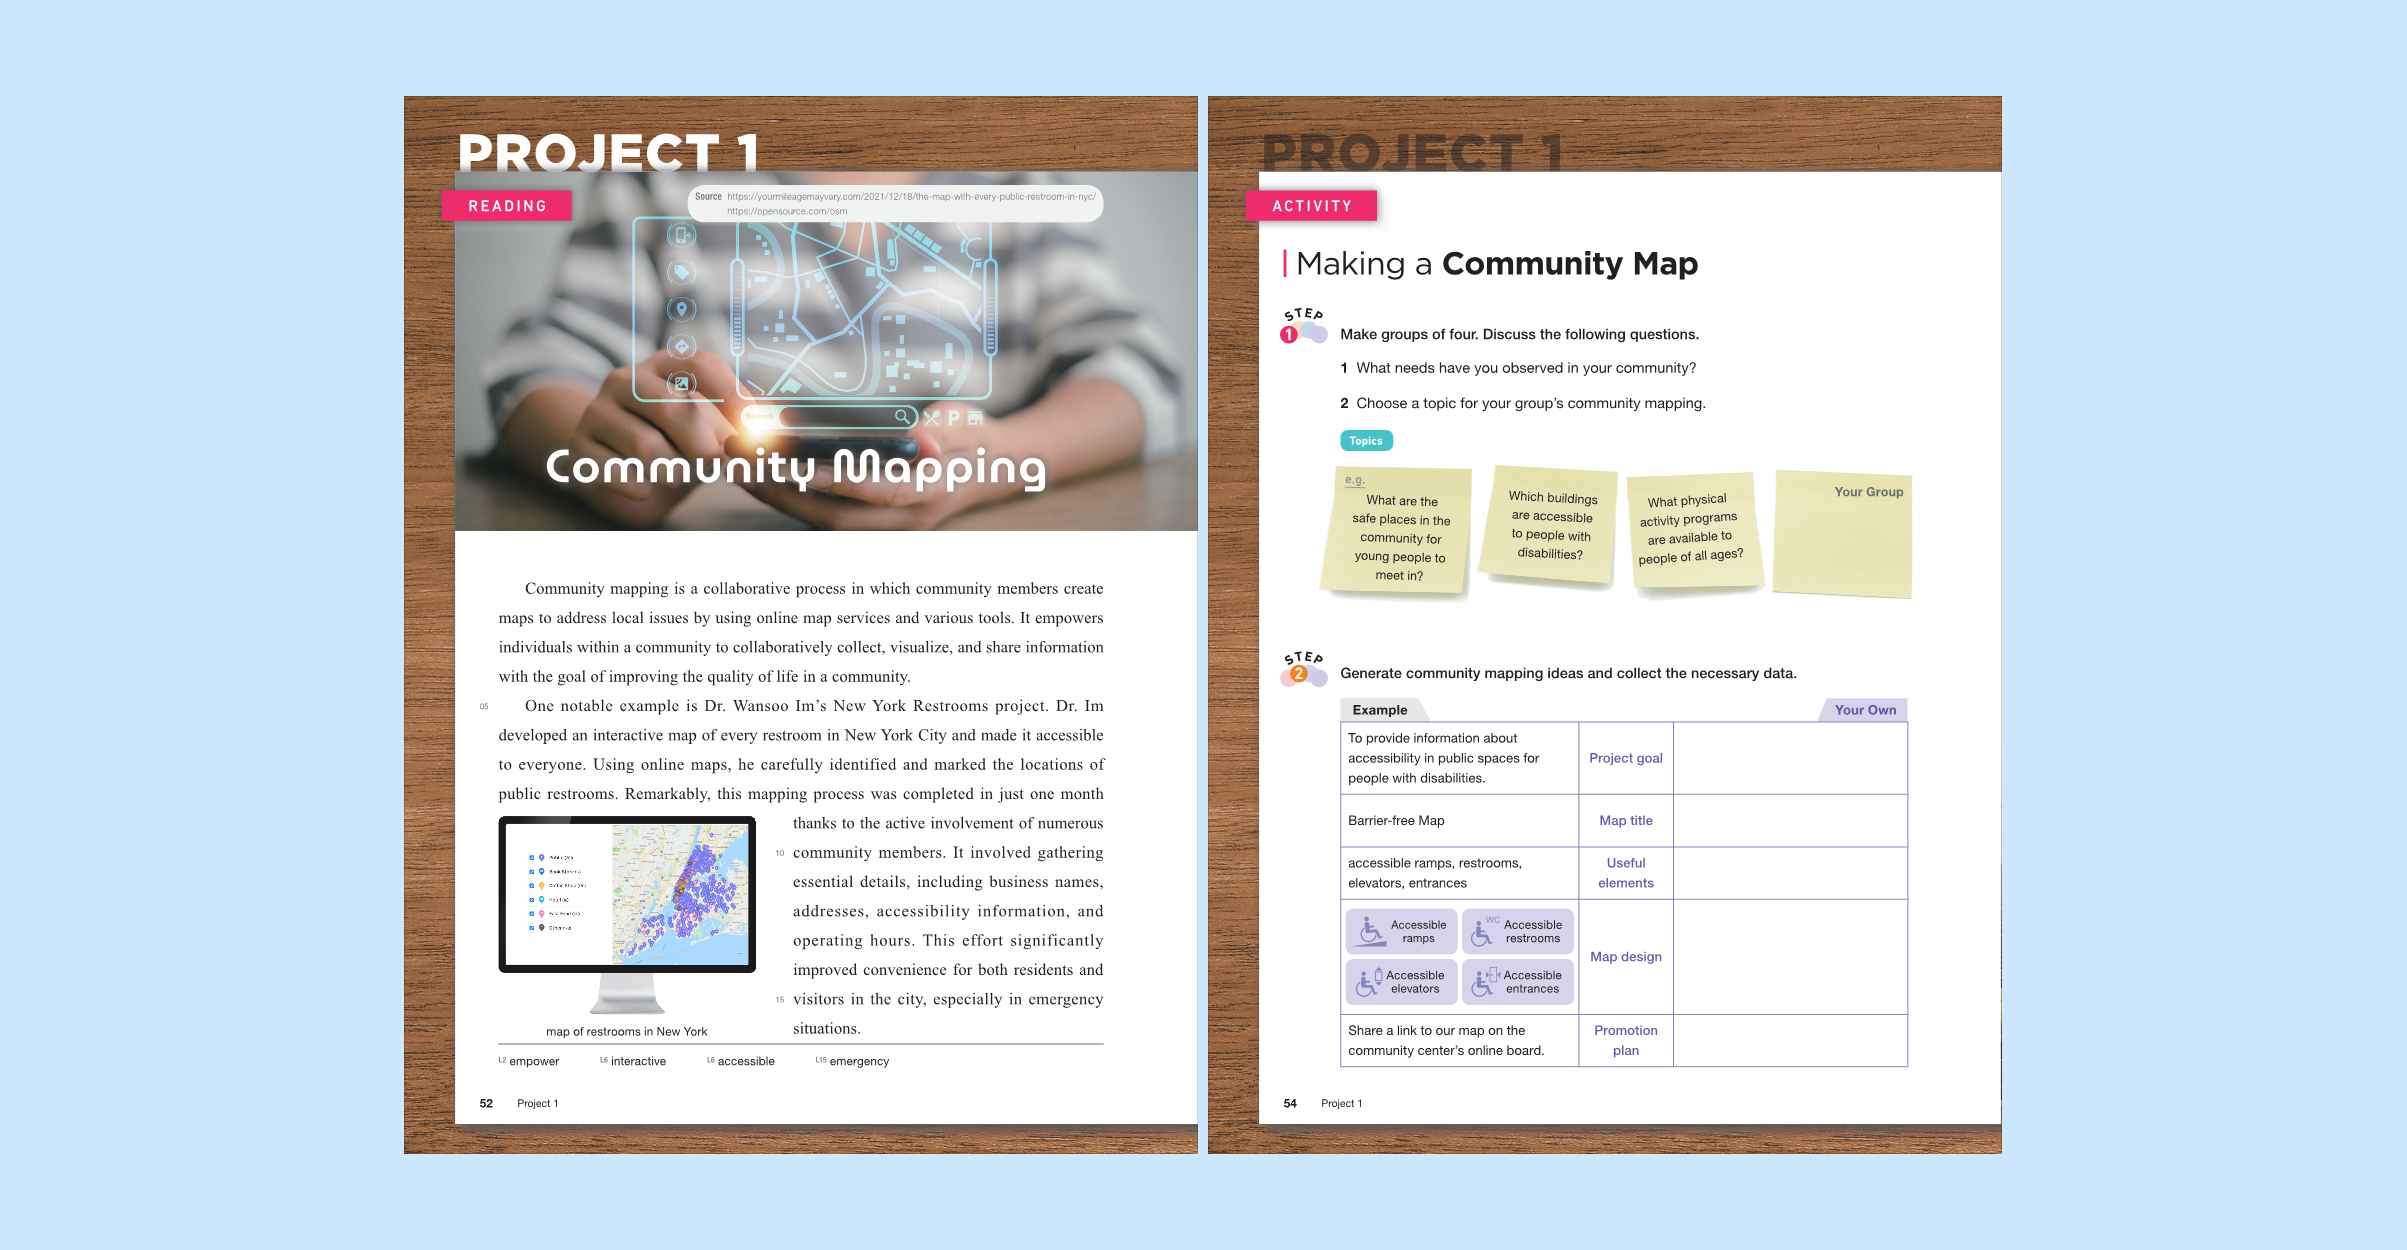 PROJECT 1
READING
Source https://yourmileagemayvary.com/2021/12/18/the-map-with-every-public-restroom-in-nyc/
https://opensource.com/osm
Search
P
Community Mapping
Community mapping is a collaborative process in which community members create
maps to address local issues by using online map services and various tools. It empowers
individuals within a community to collaboratively collect, visualize, and share information
with the goal of improving the quality of life in a community.
05 One notable example is Dr. Wansoo Im's New York Restrooms project. Dr. Im
developed an interactive map of every restroom in New York City and made it accessible
to everyone. Using online maps, he carefully identified and marked the locations of
public restrooms. Remarkably, this mapping process was completed in just one month
thanks to the active involvement of numerous
10 community members. It involved gathering
essential details, including business names,
addresses, accessibility information, and
operating hours. This effort significantly
improved convenience for both residents and
15 visitors in the city, especially in emergency
situations.
Public
Book Store
Coffee Shop
Hotel
Fast Food
Other
map of restrooms in New York
L2 empower L6 interactive L6 accessible L15 emergency
52 Project 1
PROJECT 1
ACTIVITY
Making a Community Map
STEP
1 Make groups of four. Discuss the following questions.
1 What needs have you observed in your community?
2 Choose a topic for your group's community mapping.
Topics
e.g.
What are the
safe places in the
community for
young people to
meet in?
Which buildings
are accessible
to people with
disabilities?
What physical
activity programs
are available to
people of all ages?
Your Group
STEP
2 Generate community mapping ideas and collect the necessary data.
Example
Your Own
To provide information about
accessibility in public spaces for
people with disabilities.
Project goal
Barrier-free Map
Map title
accessible ramps, restrooms,
elevators, entrances
Useful
elements
Accessible
ramps
WC
Accessible
restrooms
Accessible
elevators
Accessible
entrances
Map design
Share a link to our map on the
community center's online board.
Promotion
plan
54 Project 1